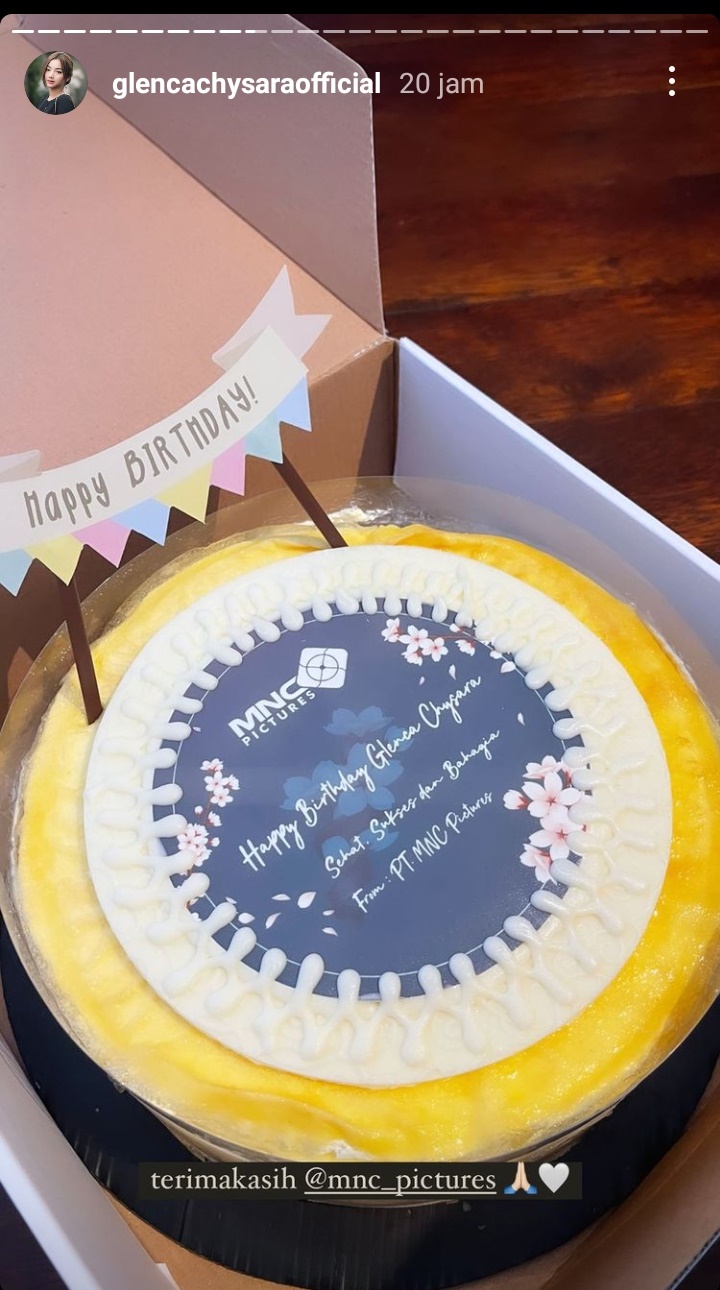 glencachysaraofficial 20 jam
Happy BIRTHDAY!
MNC
PICTURES
Happy Birthday Glenca Chysara
Sehat, Sukses dan Bahagia
From : PT. MNC Pictures
terimakasih @mnc_pictures 🙏🏻🤍